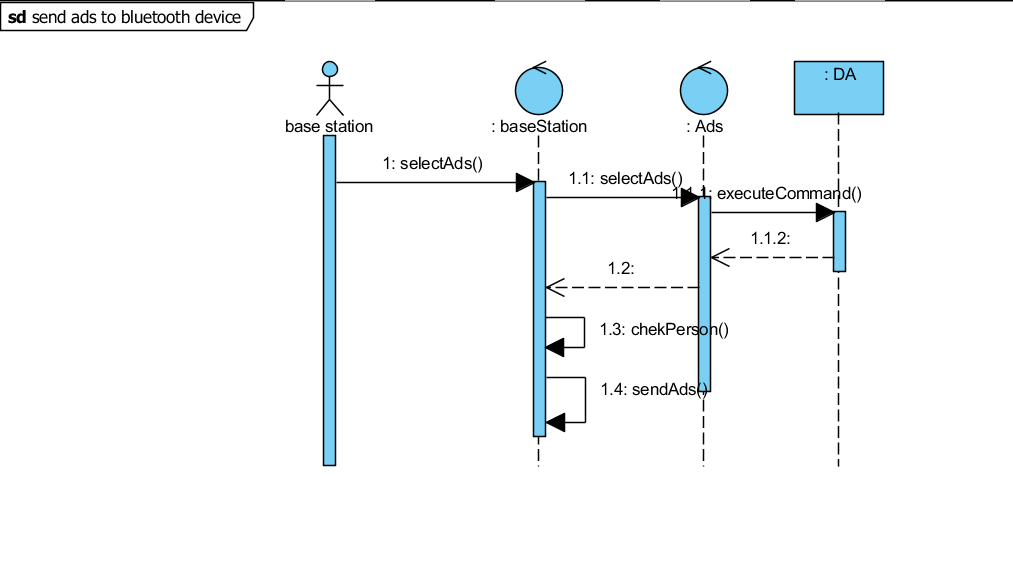 sd send ads to bluetooth device
: DA
base station
: baseStation
: Ads
1: selectAds()
1.1: selectAds()
1.1.1: executeCommand()
1.1.2:
1.2:
1.3: chekPerson()
1.4: sendAds()